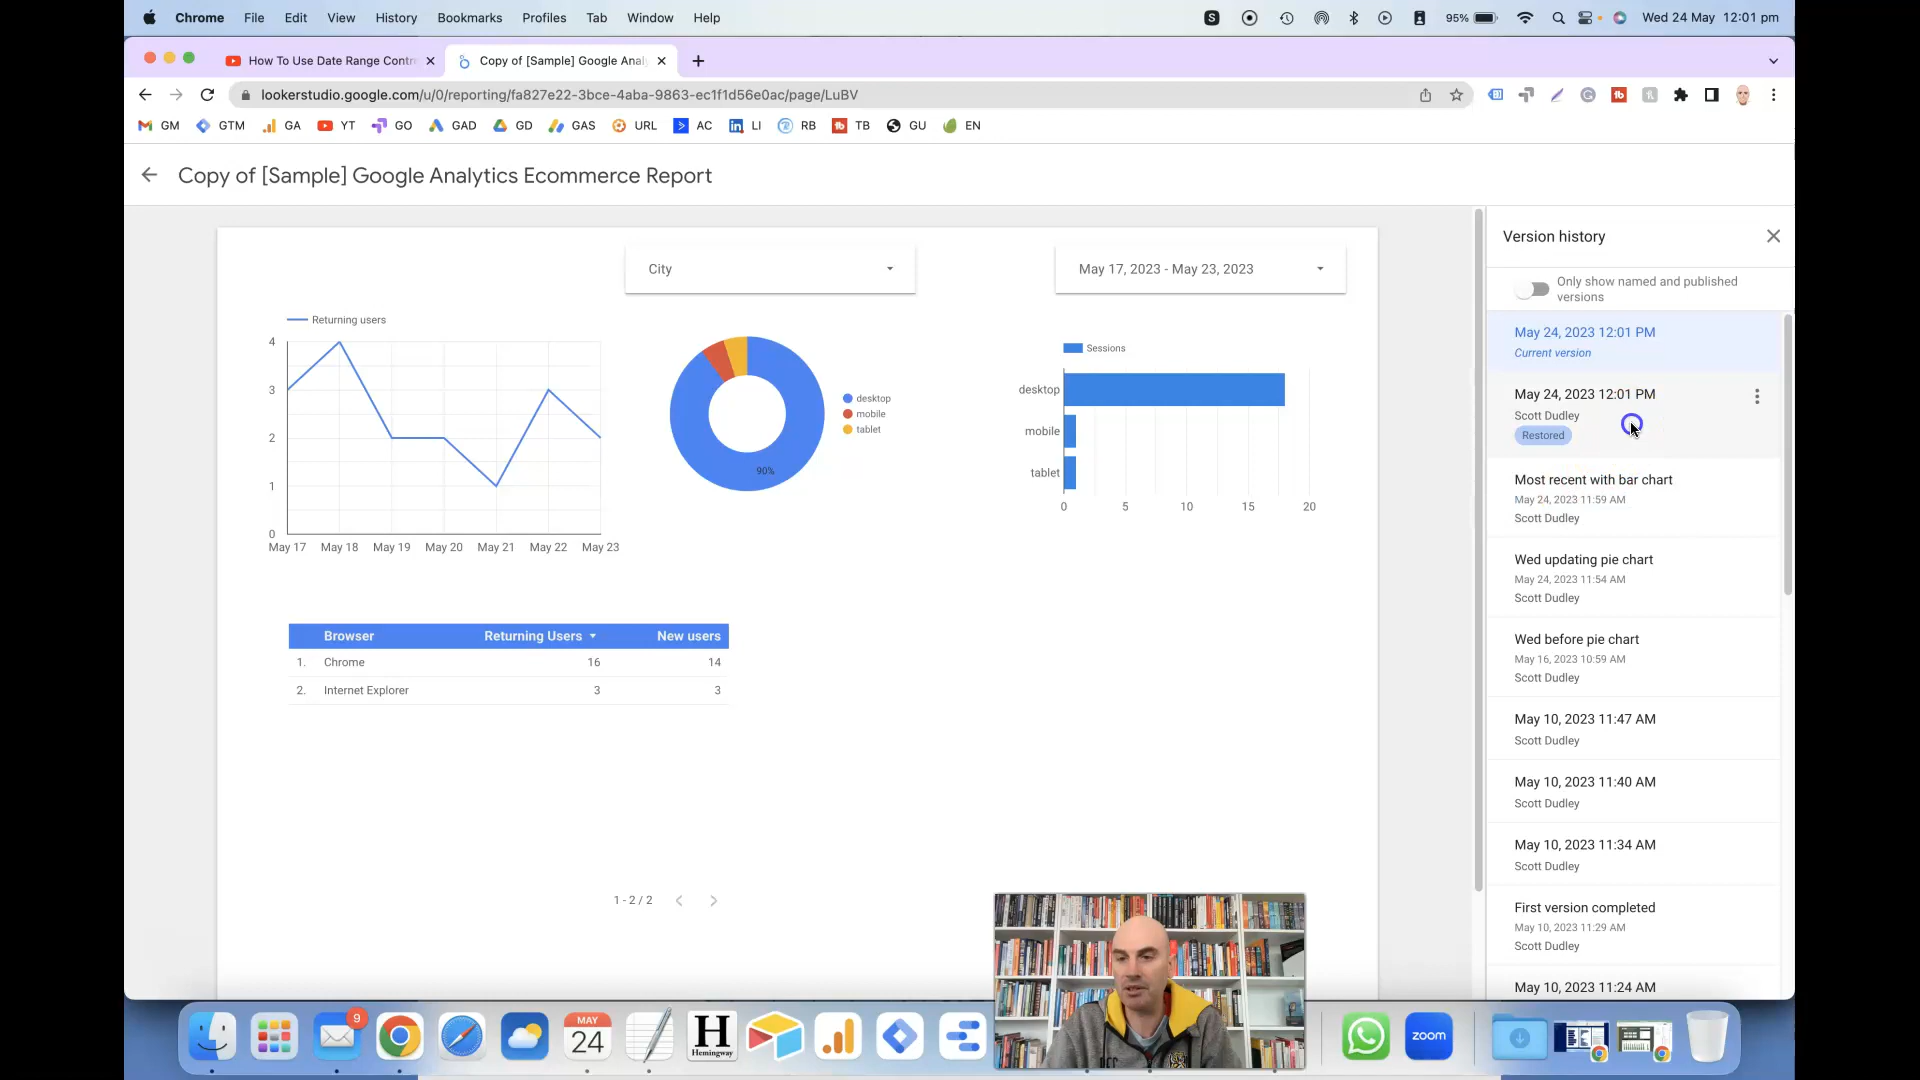 Chrome File Edit View History Bookmarks Profiles Tab Window Help
S 95% Wed 24 May 12:01 pm
How To Use Date Range Contr
Copy of [Sample] Google Anal
lookerstudio.google.com/u/0/reporting/fa827e22-3bce-4aba-9863-ec1f1d56e0ac/page/LuBV
GM GTM GA YT GO GAD GD GAS URL AC LI RB TB GU EN
Copy of [Sample] Google Analytics Ecommerce Report
City
May 17, 2023 - May 23, 2023
Returning users
4
3
2
1
0
May 17 May 18 May 19 May 20 May 21 May 22 May 23
90%
desktop
mobile
tablet
Sessions
desktop
mobile
tablet
0 5 10 15 20
Browser Returning Users New users
1. Chrome 16 14
2. Internet Explorer 3 3
1 - 2 / 2
Version history
Only show named and published
versions
May 24, 2023 12:01 PM
Current version
May 24, 2023 12:01 PM
Scott Dudley
Restored
Most recent with bar chart
May 24, 2023 11:59 AM
Scott Dudley
Wed updating pie chart
May 24, 2023 11:54 AM
Scott Dudley
Wed before pie chart
May 16, 2023 10:59 AM
Scott Dudley
May 10, 2023 11:47 AM
Scott Dudley
May 10, 2023 11:40 AM
Scott Dudley
May 10, 2023 11:34 AM
Scott Dudley
First version completed
May 10, 2023 11:29 AM
Scott Dudley
May 10, 2023 11:24 AM
9
MAY
24
H
Hemingway
zoom